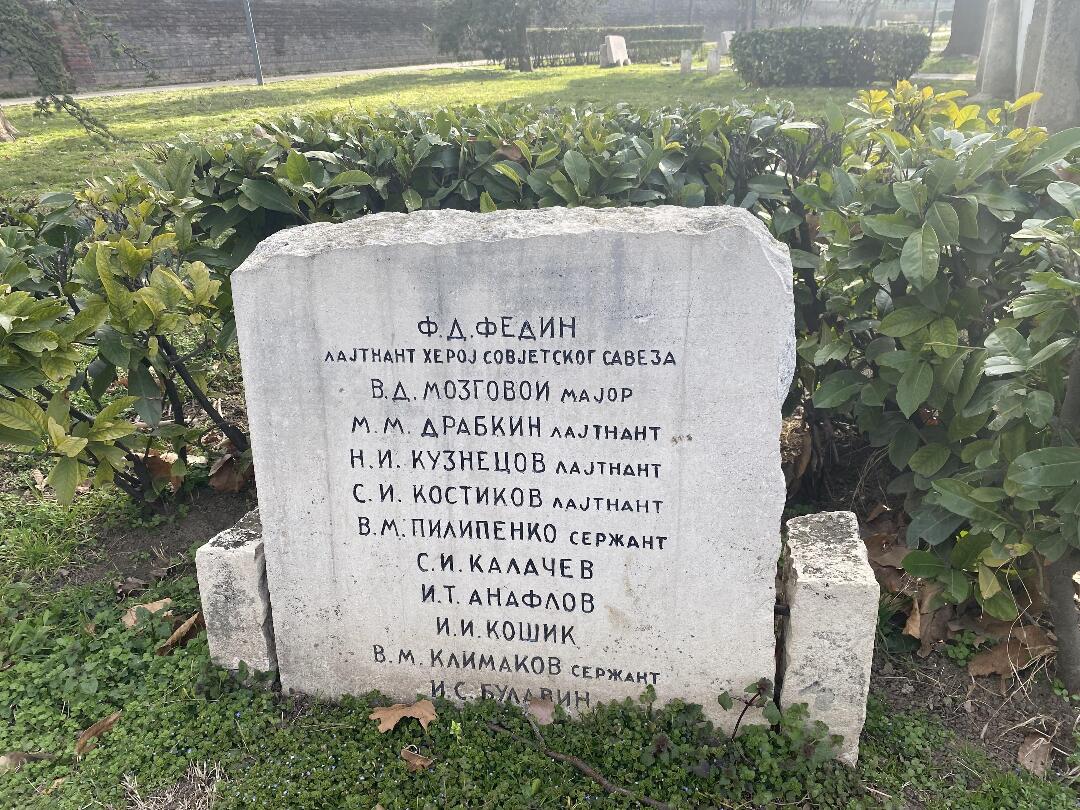 Ф.Д.ФЕДИН
ЛАЈТНАНТ ХЕРОЈ СОВЈЕТСКОГ САВЕЗА
В.Д. МОЗГОВОИ МАЈОР
М.М. ДРАБКИН ЛАЈТНАНТ
Н.И. КУЗНЕЦОВ ЛАЈТНАНТ
С.И. КОСТИКОВ ЛАЈТНАНТ
В.М. ПИЛИПЕНКО СЕРЖАНТ
С.И. КАЛАЧЕВ
И.Т. АНАФЛОВ
И.И. КОШИК
В.М. КЛИМАКОВ СЕРЖАНТ
И.С. БУЛАВИН